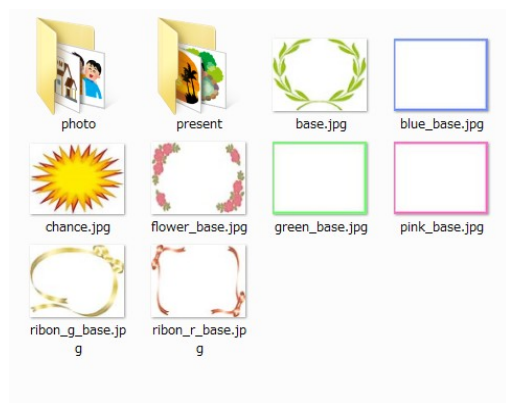 photo
present
base.jpg
blue_base.jpg
chance.jpg
flower_base.jpg
green_base.jpg
pink_base.jpg
ribon_g_base.jp
g
ribon_r_base.jp
g